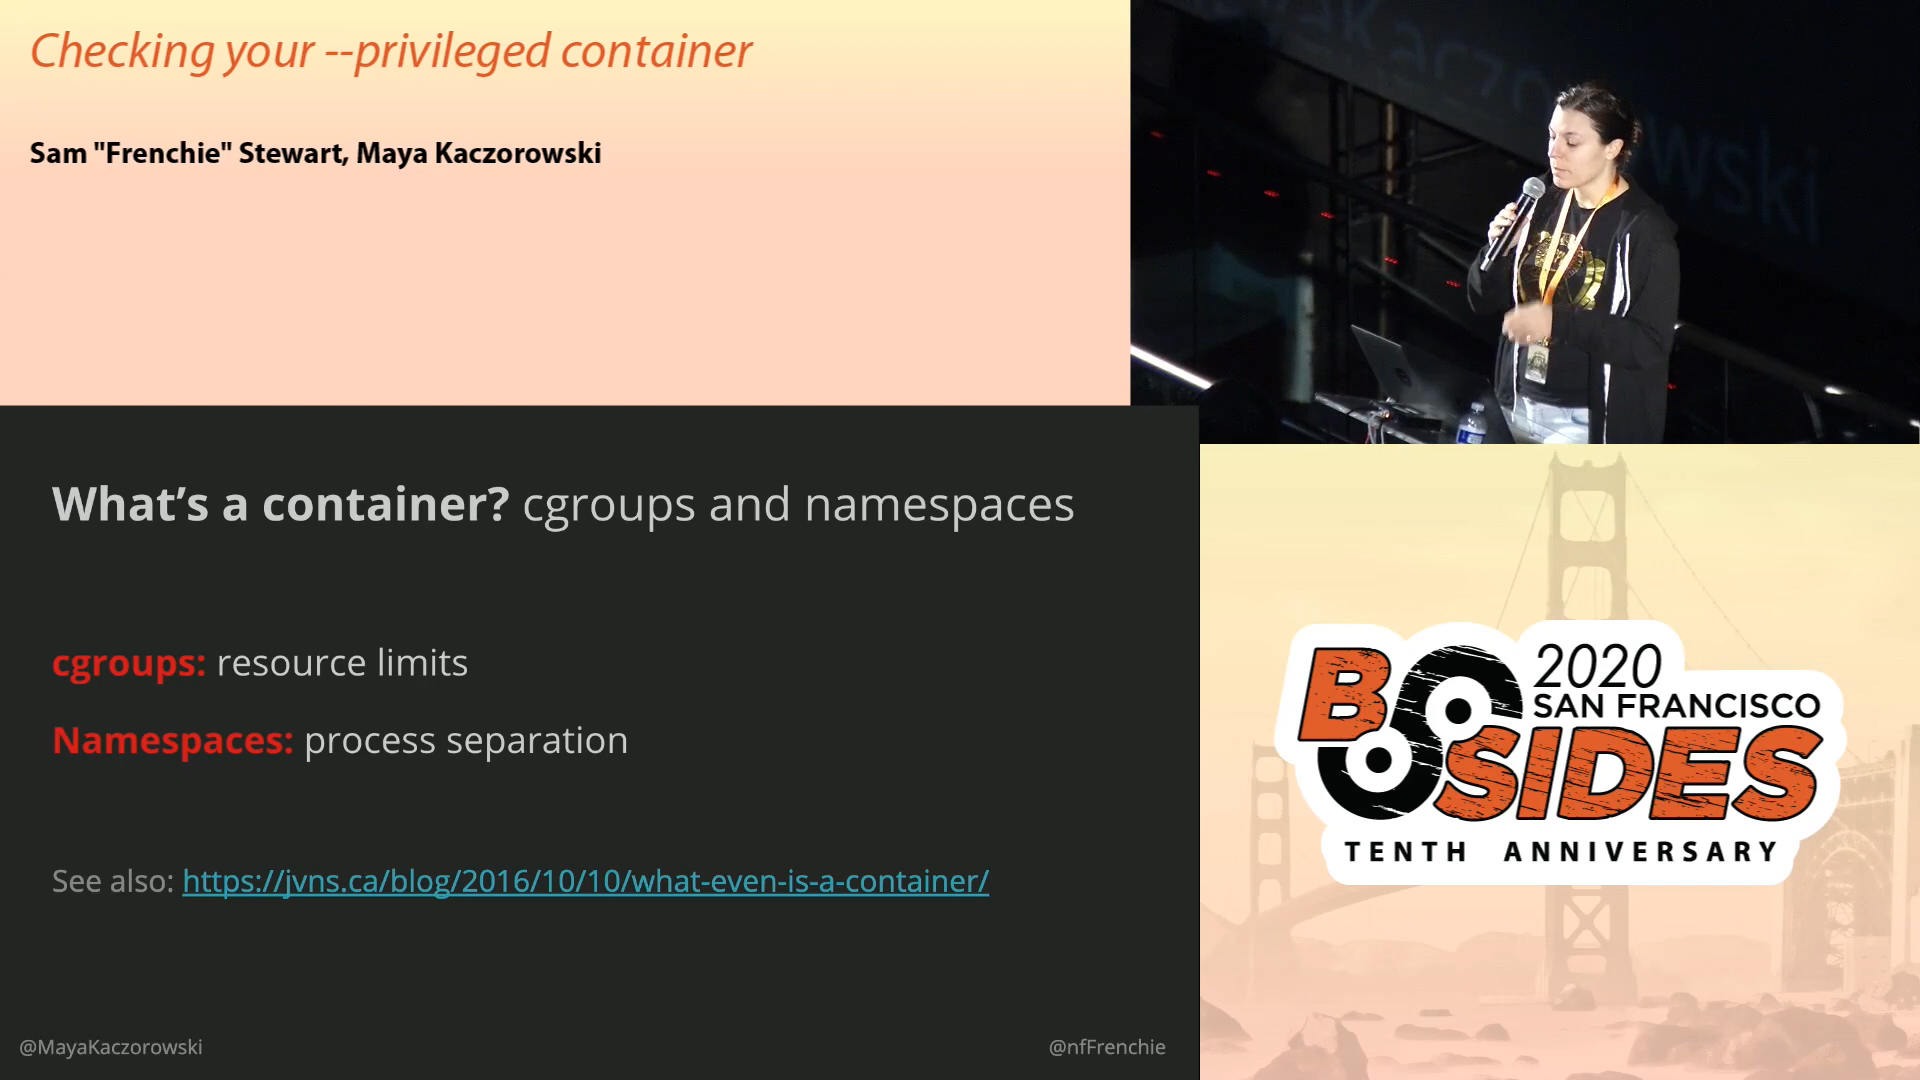 Checking your --privileged container
Sam "Frenchie" Stewart, Maya Kaczorowski
wski
What's a container? cgroups and namespaces
cgroups: resource limits
Namespaces: process separation
See also: https://jvns.ca/blog/2016/10/10/what-even-is-a-container/
@MayaKaczorowski
@nfFrenchie
2020
SAN FRANCISCO
BSIDES
TENTH ANNIVERSARY